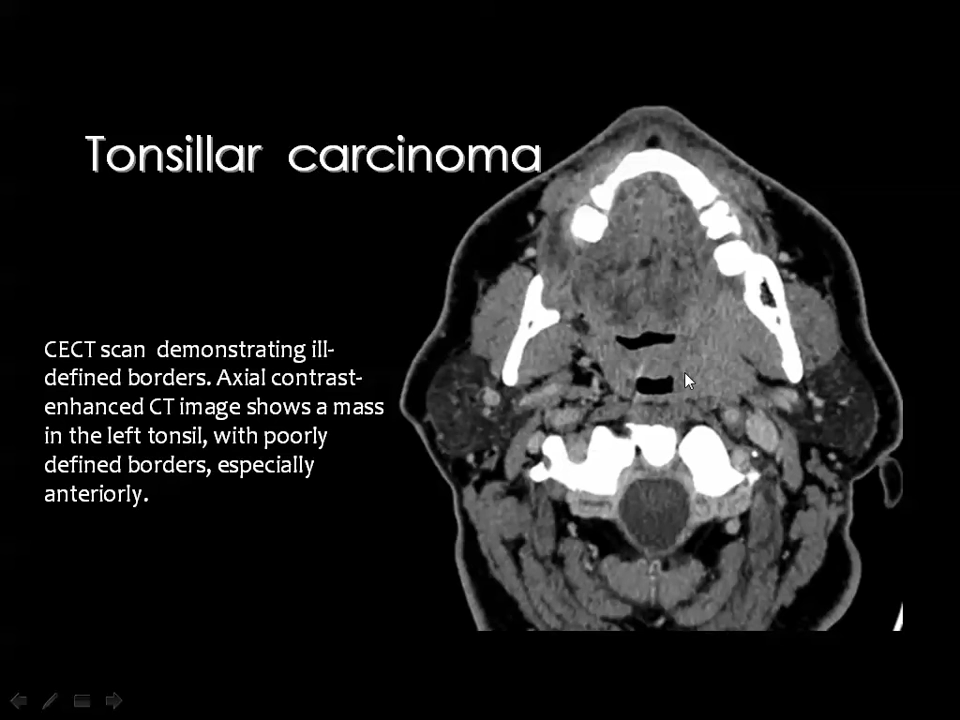 Tonsillar carcinoma
CECT scan demonstrating ill-
defined borders. Axial contrast-
enhanced CT image shows a mass
in the left tonsil, with poorly
defined borders, especially
anteriorly.